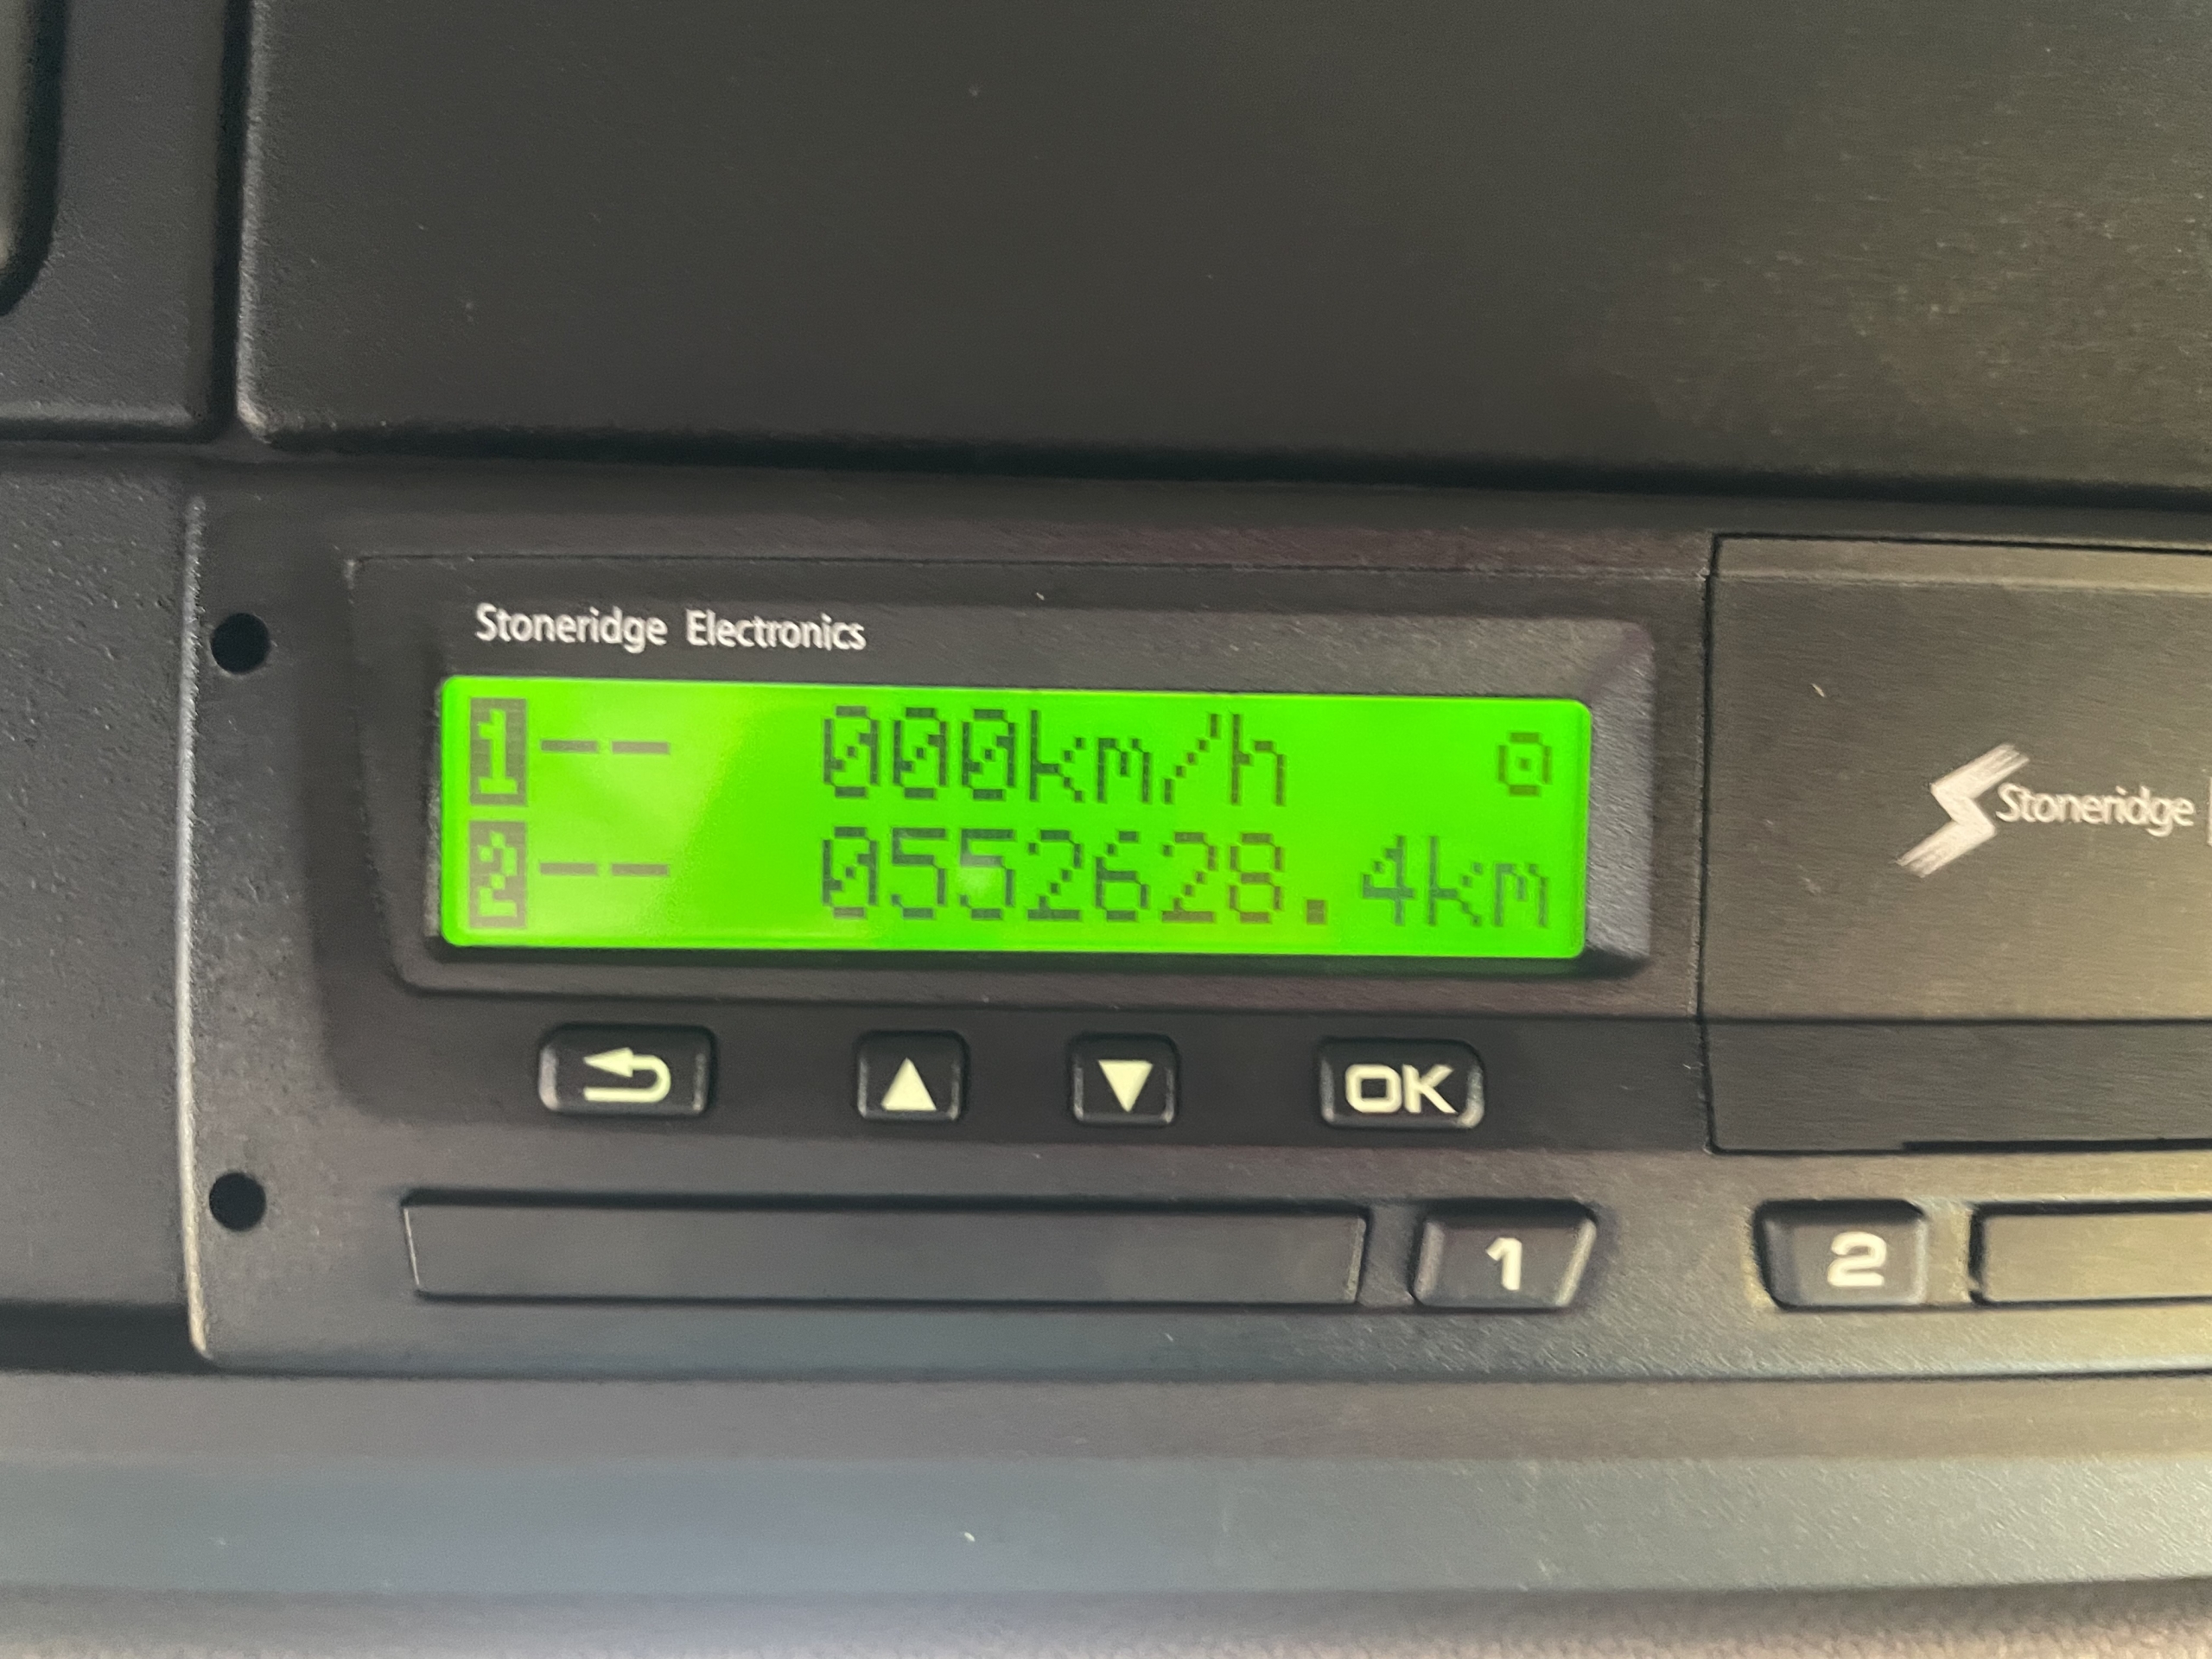 Stoneridge Electronics
1-- 000km/h
2-- 0552628.4km
Stoneridge
OK
1
2